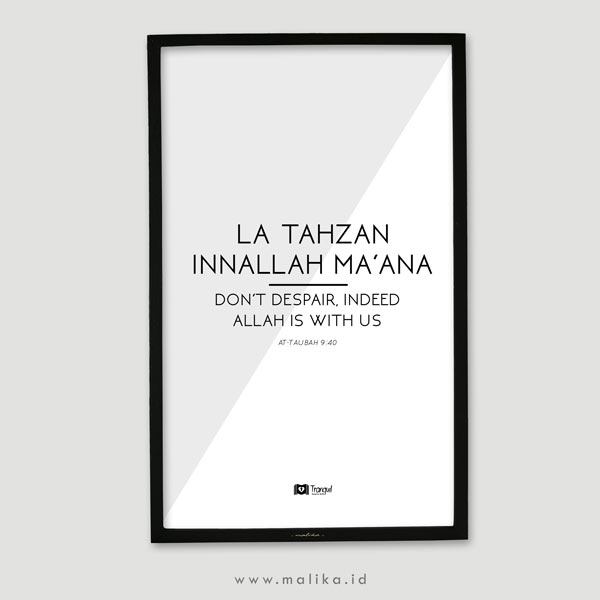 LA TAHZAN
INNALLAH MA'ANA
DON'T DESPAIR, INDEED
ALLAH IS WITH US
AT-TAUBAH 9:40
Tranquil
- malika -
www.malika.id